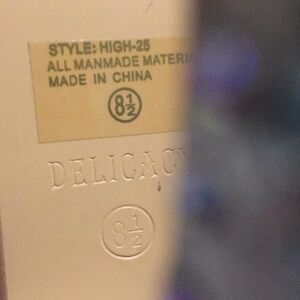 STYLE: HIGH-25
ALL MANMADE MATERIA
MADE IN CHINA
8½
DELICAC
8½